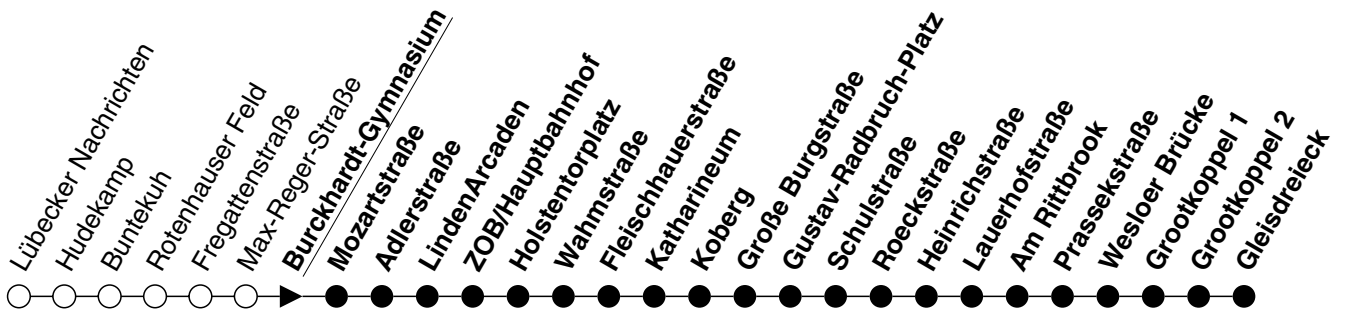 Lübecker Nachrichten
Hudekamp
Buntekuh
Rotenhauser Feld
Fregattenstraße
Max-Reger-Straße
Burckhardt-Gymnasium
Mozartstraße
Adlerstraße
LindenArcaden
ZOB/Hauptbahnhof
Holstentorplatz
Wahmstraße
Fleischhauerstraße
Katharineum
Koberg
Große Burgstraße
Gustav-Radbruch-Platz
Schulstraße
Roeckstraße
Heinrichstraße
Lauerhofstraße
Am Rittbrook
Prassekstraße
Wesloer Brücke
Grootkoppel 1
Grootkoppel 2
Gleisdreieck